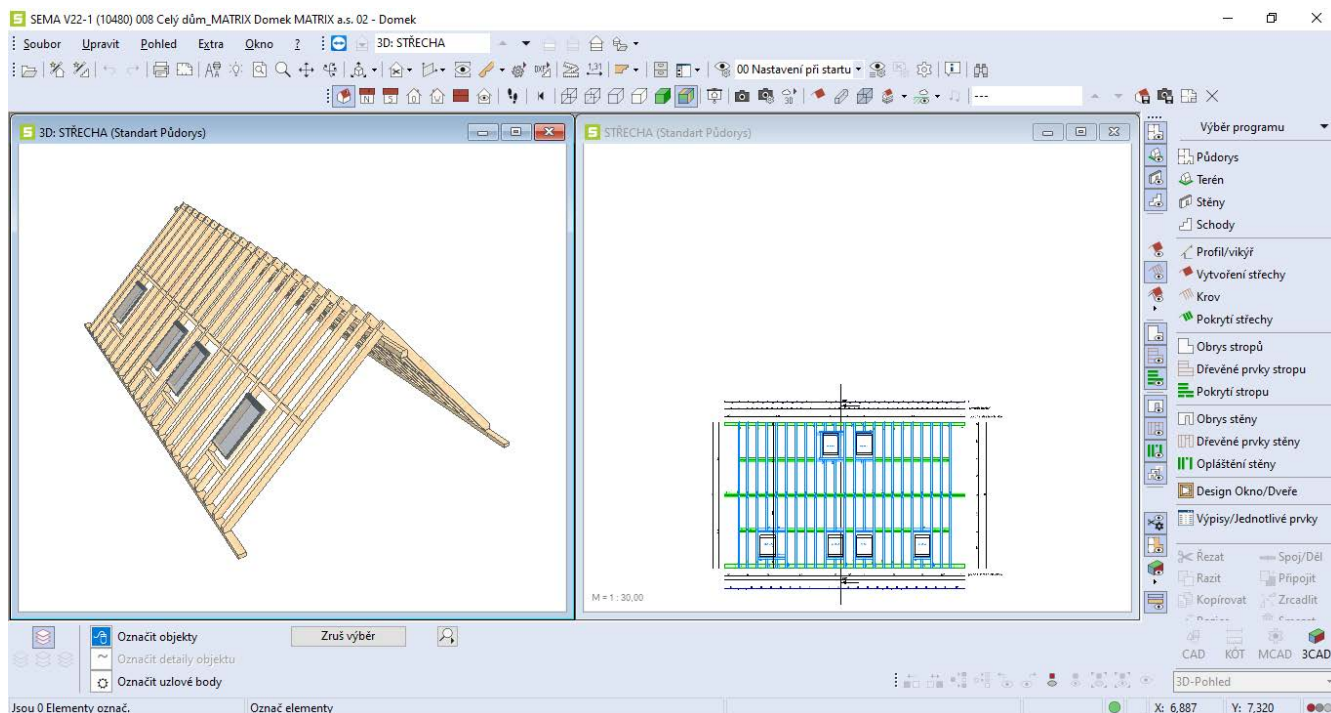 SEMA V22-1 (10480) 008 Celý dům_MATRIX Domek MATRIX a.s. 02 - Domek
Soubor Upravit Pohled Extra Okno ? 3D: STŘECHA
00 Nastavení při startu
---
3D: STŘECHA (Standart Půdorys)
STŘECHA (Standart Půdorys)
M = 1 : 30,00
Výběr programu
Půdorys
Terén
Stěny
Schody
Profil/vikýř
Vytvoření střechy
Krov
Pokrytí střechy
Obrys stropů
Dřevěné prvky stropu
Pokrytí stropu
Obrys stěny
Dřevěné prvky stěny
Opláštění stěny
Design Okno/Dveře
Výpisy/Jednotlivé prvky
Řezat Spoj/Děl
Razit Připojit
Kopírovat Zrcadlit
CAD KÓT MCAD 3CAD
3D-Pohled
Označit objekty Zruš výběr
Označit detaily objektu
Označit uzlové body
Jsou 0 Elementy označ. Označ elementy X: 6,887 Y: 7,320